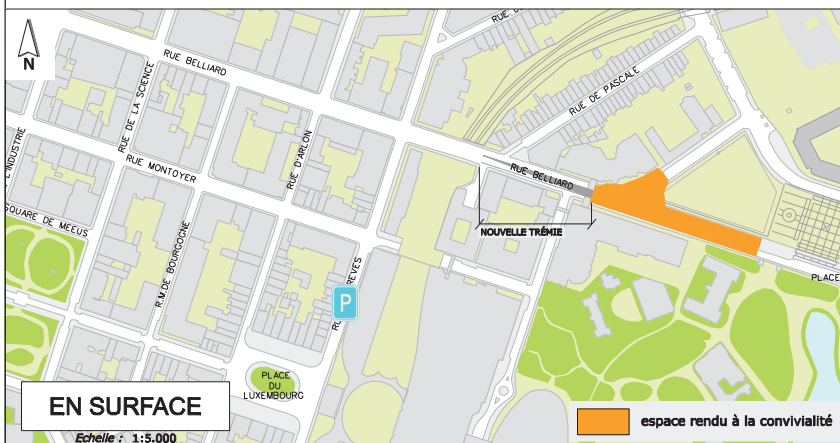 N
RUE BELLIARD
RUE DE LA SCIENCE
RUE DE PASCALE
L'INDUSTRIE
RUE MONTOYER
RUE D'ARLON
RUE BELLIARD
SQUARE DE MEEUS
R.M.DE BOURGOGNE
NOUVELLE TRÉMIE
PLACE
P
PLACE
DU
LUXEMBOURG
EN SURFACE
Echelle : 1:5.000
espace rendu à la convivialité